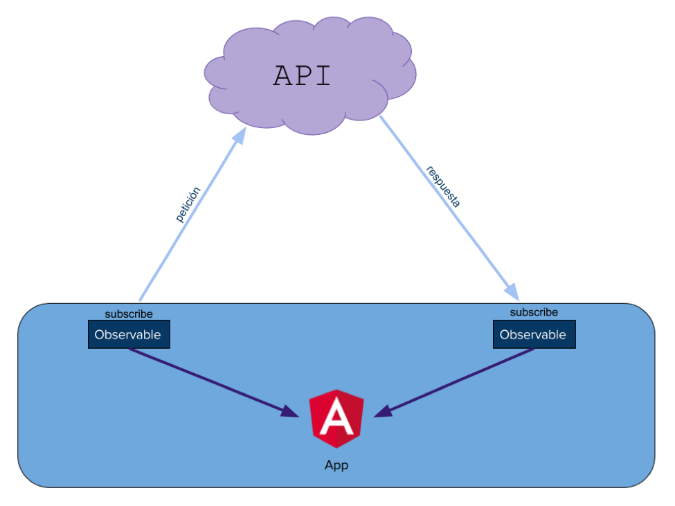 API
petición
respuesta
subscribe
Observable
subscribe
Observable
App